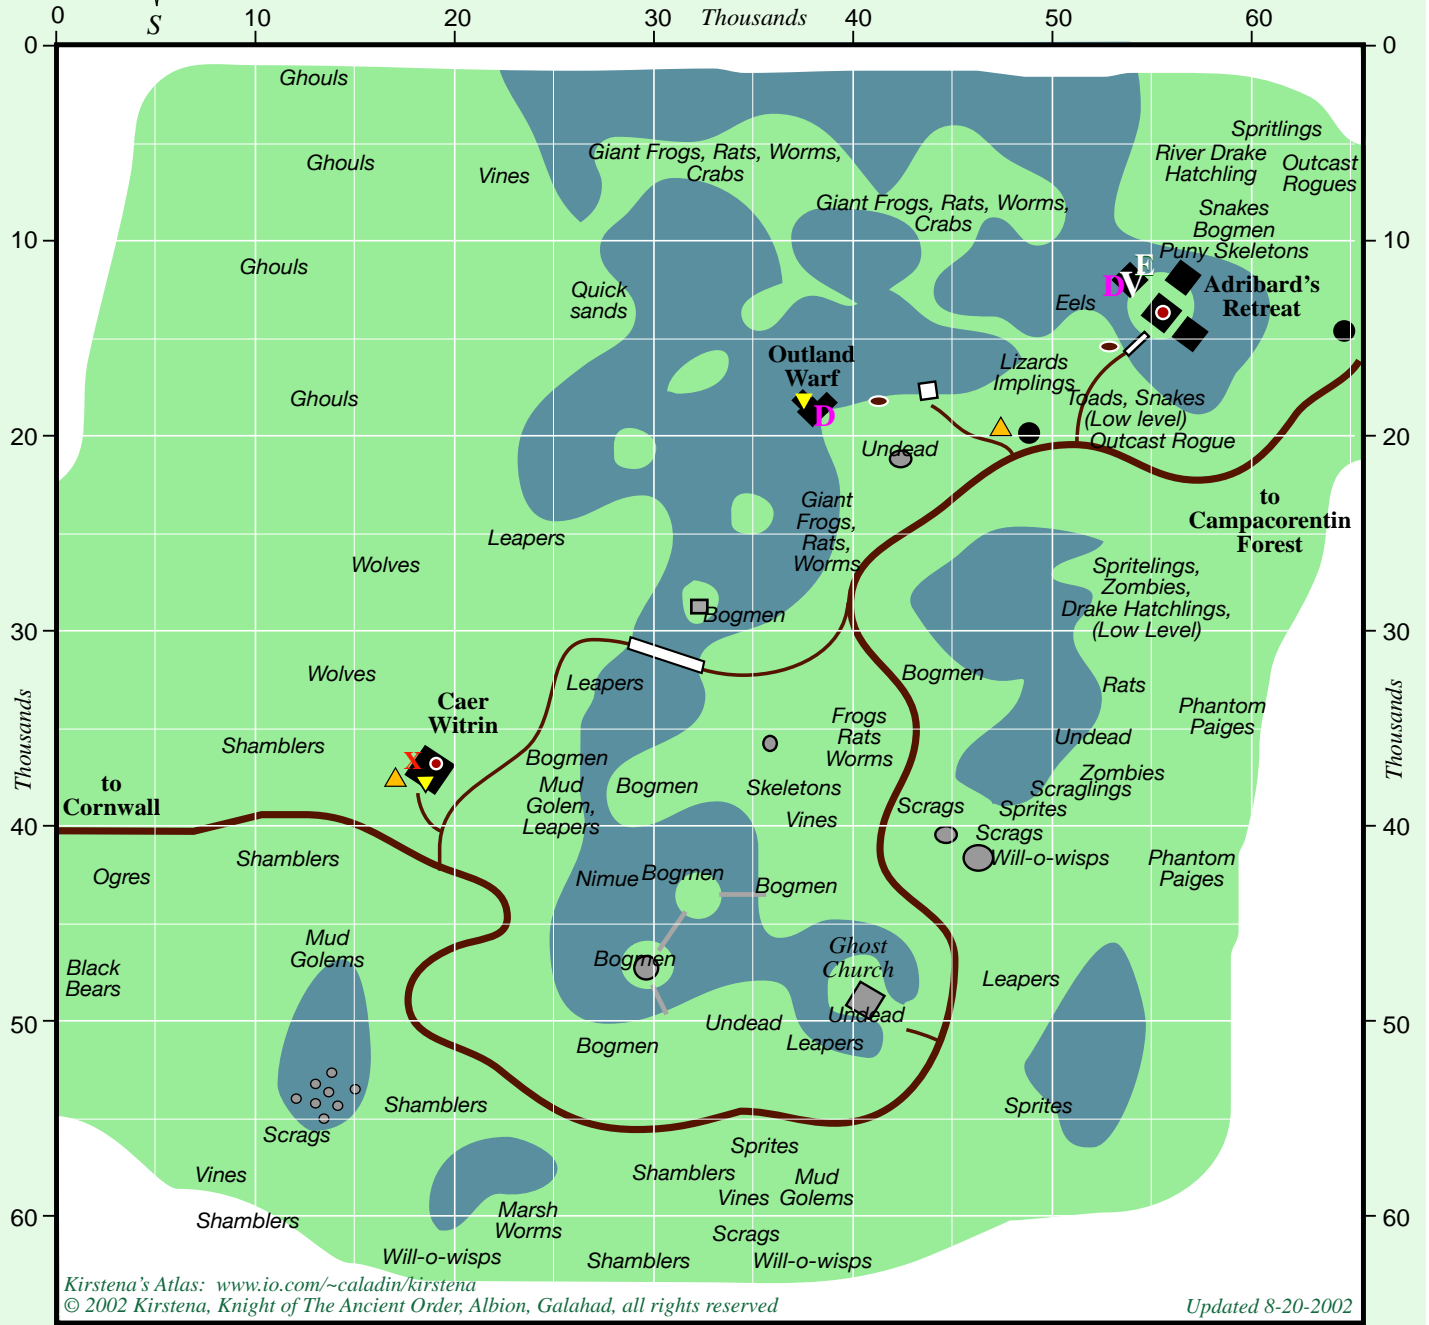 0
10
20
30
Thousands
40
50
60
S
0
0
Ghouls
Spritlings
Giant Frogs, Rats, Worms,
Crabs
River Drake
Hatchling
Outcast
Rogues
Ghouls
Vines
Giant Frogs, Rats, Worms,
Crabs
Snakes
Bogmen
Puny Skeletons
10
10
Ghouls
E
D
V
Adribard's
Retreat
Quick
sands
Eels
Outland
Warf
Lizards
Implings
D
Ghouls
Toads, Snakes
(Low level)
Outcast Rogue
20
20
Undead
to
Campacorentin
Forest
Giant
Frogs,
Rats,
Worms
Leapers
Wolves
Spritelings,
Zombies,
Drake Hatchlings,
(Low Level)
Bogmen
30
30
Wolves
Leapers
Bogmen
Rats
Caer
Witrin
X
Frogs
Rats
Worms
Phantom
Paiges
Thousands
Thousands
Shamblers
Bogmen
Mud
Golem,
Leapers
Bogmen
Skeletons
Undead
Zombies
Scraglings
Sprites
to
Cornwall
Vines
Scrags
Scrags
40
40
Shamblers
Will-o-wisps
Phantom
Paiges
Ogres
Nimue
Bogmen
Bogmen
Mud
Golems
Ghost
Church
Black
Bears
Bogmen
Leapers
Undead
50
50
Undead
Bogmen
Leapers
Shamblers
Sprites
Scrags
Sprites
Vines
Shamblers
Mud
Golems
Vines
60
60
Shamblers
Marsh
Worms
Scrags
Will-o-wisps
Shamblers
Will-o-wisps
Kirstena's Atlas:  www.io.com/~caladin/kirstena
© 2002 Kirstena, Knight of The Ancient Order, Albion, Galahad, all rights reserved
Updated 8-20-2002